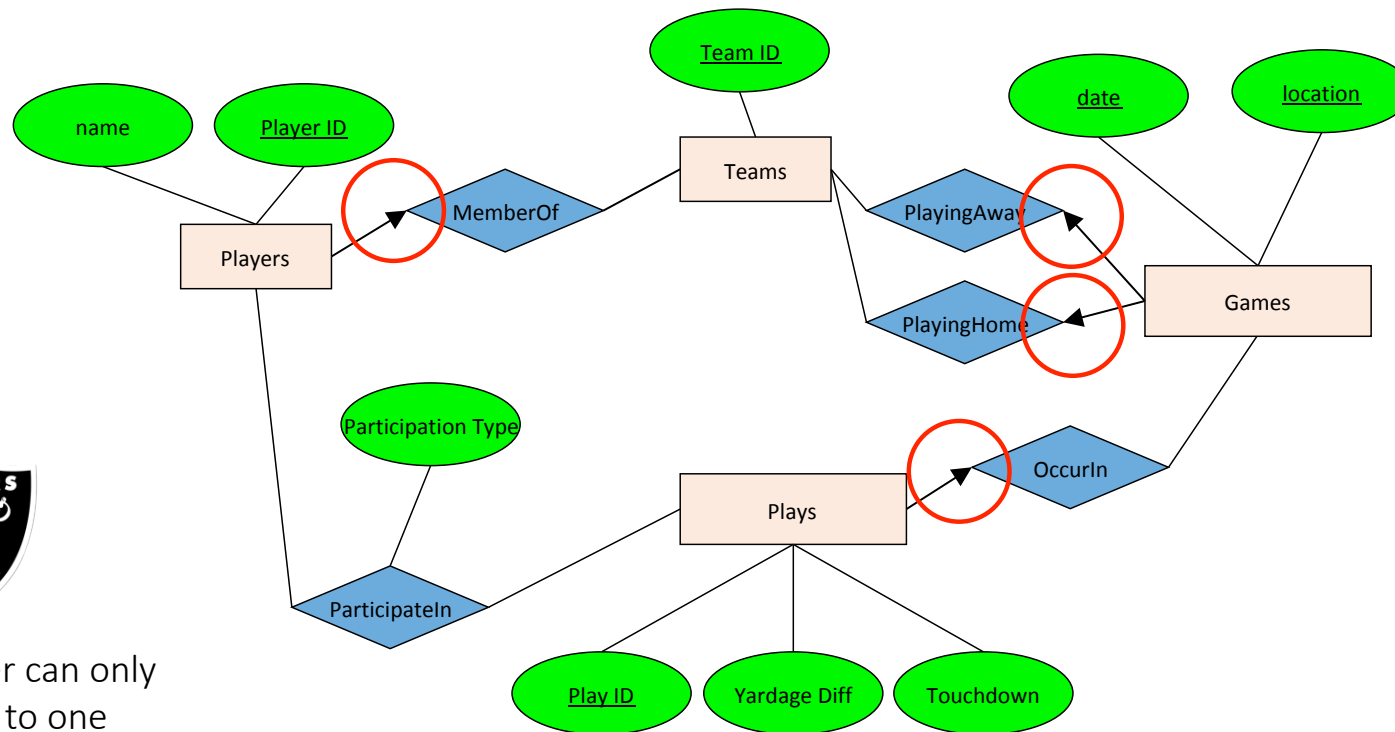 Team ID
date
location
name
Player ID
Teams
MemberOf
PlayingAway
Players
Games
PlayingHome
Participation Type
OccurIn
S
Plays
ParticipateIn
can only
to one
Play ID
Yardage Diff
Touchdown